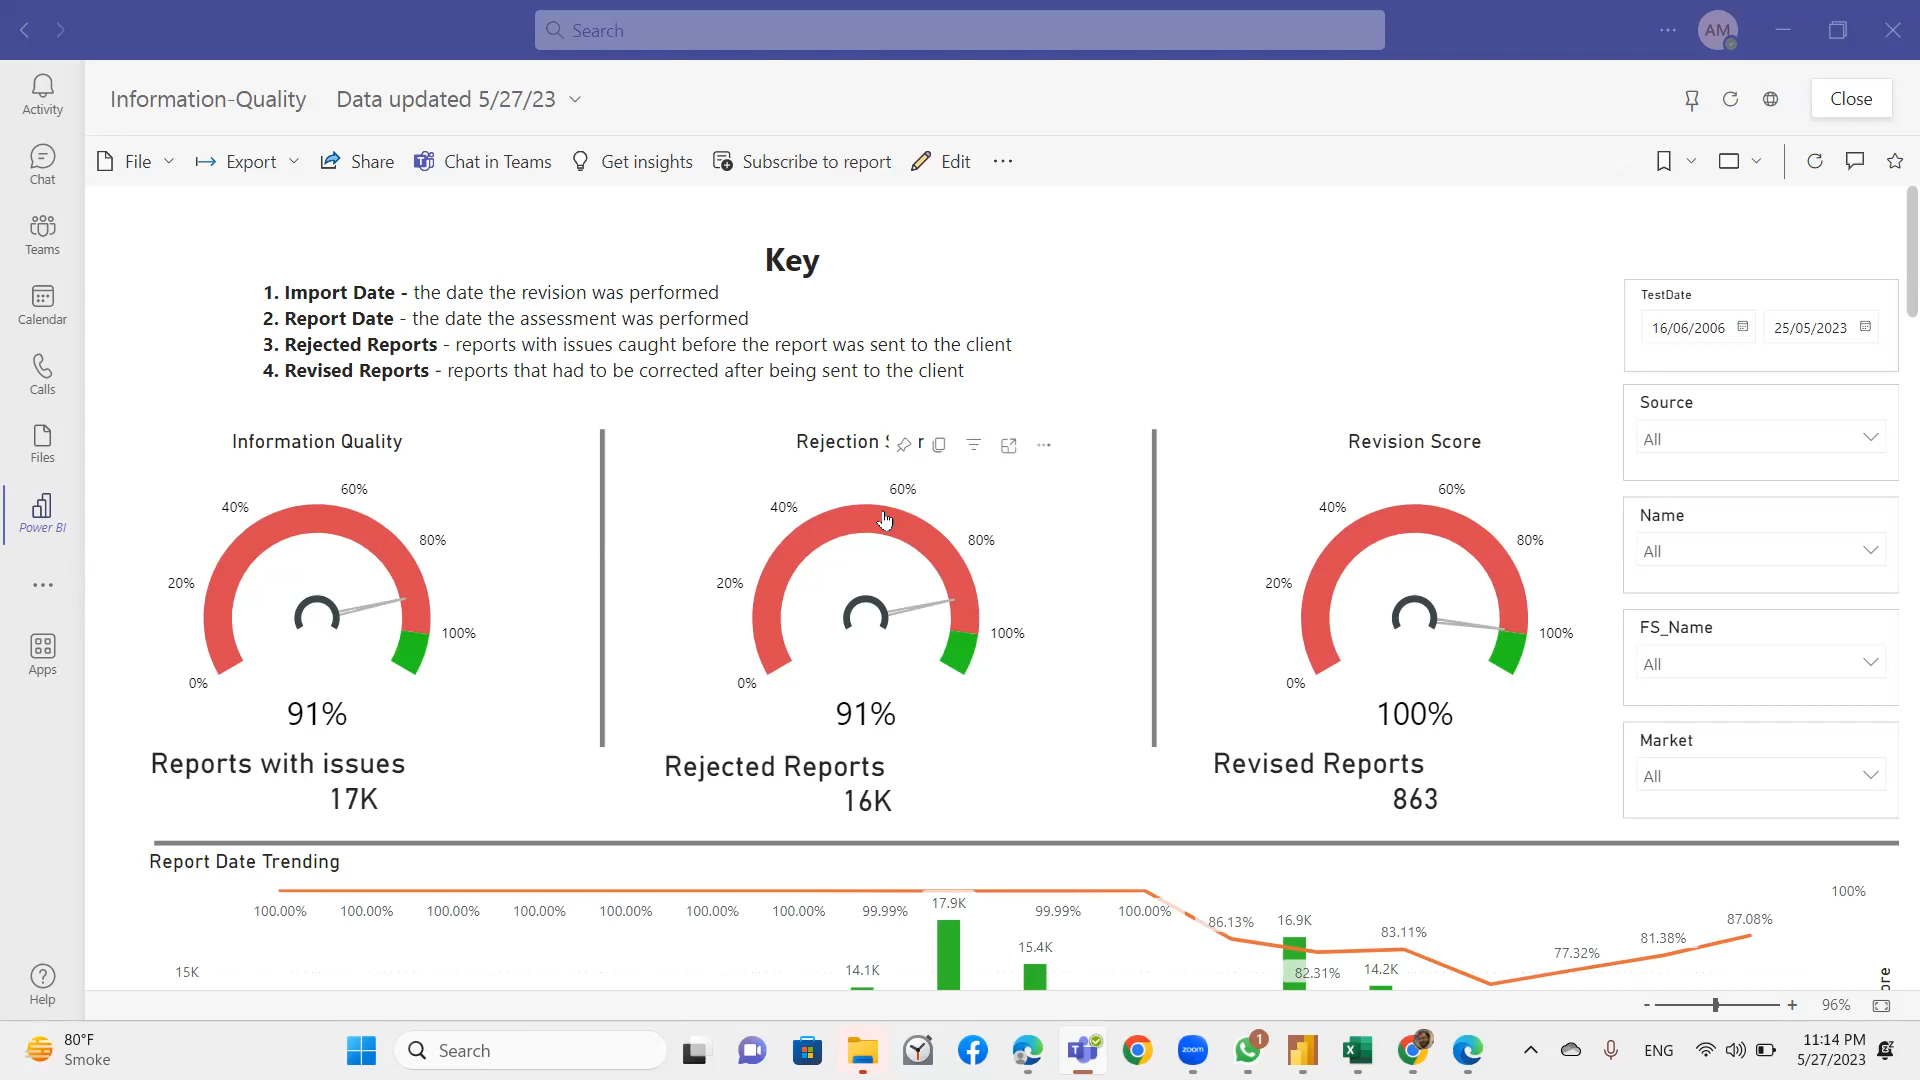 Search
AM
Activity
Chat
Teams
Calendar
Calls
Files
Power BI
Apps
Help
Information-Quality Data updated 5/27/23
Close
File Export Share Chat in Teams Get insights Subscribe to report Edit
Key
1. Import Date - the date the revision was performed
2. Report Date - the date the assessment was performed
3. Rejected Reports - reports with issues caught before the report was sent to the client
4. Revised Reports - reports that had to be corrected after being sent to the client
TestDate
16/06/2006 25/05/2023
Source
All
Name
All
FS_Name
All
Market
All
Information Quality
0% 20% 40% 60% 80% 100%
91%
Reports with issues
17K
Rejection
0% 20% 40% 60% 80% 100%
91%
Rejected Reports
16K
Revision Score
0% 20% 40% 60% 80% 100%
100%
Revised Reports
863
Report Date Trending
100%
100.00% 100.00% 100.00% 100.00% 100.00% 100.00% 100.00% 99.99% 99.99% 100.00% 86.13% 82.31% 83.11% 77.32% 81.38% 87.08%
14.1K 17.9K 15.4K 16.9K 14.2K
15K
- + 96%
80°F
Smoke
Search
zoom
1
ENG
11:14 PM
5/27/2023